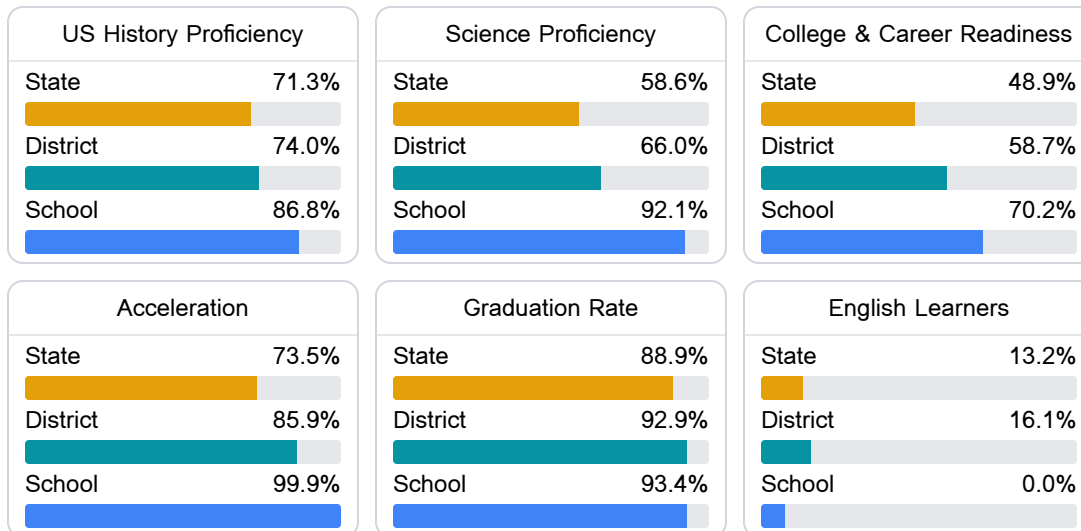 US History Proficiency
State 71.3%
District 74.0%
School 86.8%
Science Proficiency
State 58.6%
District 66.0%
School 92.1%
College & Career Readiness
State 48.9%
District 58.7%
School 70.2%
Acceleration
State 73.5%
District 85.9%
School 99.9%
Graduation Rate
State 88.9%
District 92.9%
School 93.4%
English Learners
State 13.2%
District 16.1%
School 0.0%